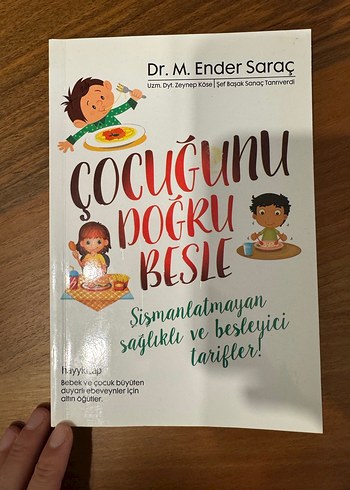 Dr. M. Ender Saraç
Uzm. Dyt. Zeynep Köse | Şef Başak Sanaç Tanrıverdi
ÇOCUĞUNU
DOĞRU
BESLE
Şişmanlatmayan
sağlıklı ve besleyici
tarifler!
hayykitap
Bebek ve çocuk büyüten
duyarlı ebeveynler için
altın öğütler.